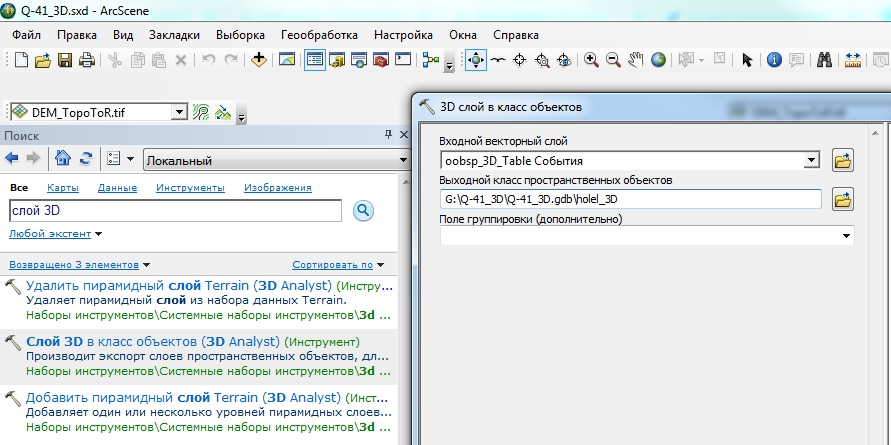 Q-41_3D.sxd - ArcScene
Файл Правка Вид Закладки Выборка Геообработка Настройка Окна Справка
DEM_TopoToR.tif
Поиск
Локальный
Все Карты Данные Инструменты Изображения
слой 3D
Любой экстент
Возвращено 3 элементов Сортировать по
Удалить пирамидный слой Terrain (3D Analyst) (Инстру...
Удаляет пирамидный слой из набора данных Terrain.
Наборы инструментов\Системные наборы инструментов\3d ...
Слой 3D в класс объектов (3D Analyst) (Инструмент)
Производит экспорт слоев пространственных объектов, дл...
Наборы инструментов\Системные наборы инструментов\3d ...
Добавить пирамидный слой Terrain (3D Analyst) (Инст...
Добавляет один или несколько уровней пирамидных слоев...
Наборы инструментов\Системные наборы инструментов\3d ...
3D слой в класс объектов
Входной векторный слой
oobsp_3D_Table События
Выходной класс пространственных объектов
G:\Q-41_3D\Q-41_3D.gdb\holel_3D
Поле группировки (дополнительно)